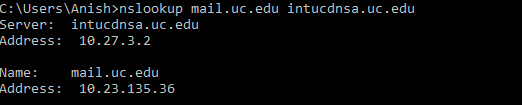 C:\Users\Anish>nslookup mail.uc.edu intucdnsa.uc.edu
Server:  intucdnsa.uc.edu
Address:  10.27.3.2
Name:    mail.uc.edu
Address:  10.23.135.36